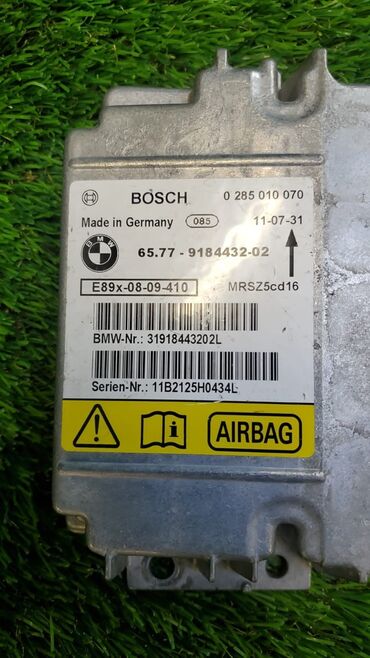 BOSCH 0 285 010 070
Made in Germany 085 11-07-31
BMW 65.77 - 9184432-02
E89x-08-09-410 MRSZ5cd16
BMW-Nr.: 31918443202L
Serien-Nr.: 11B2125H0434L
AIRBAG